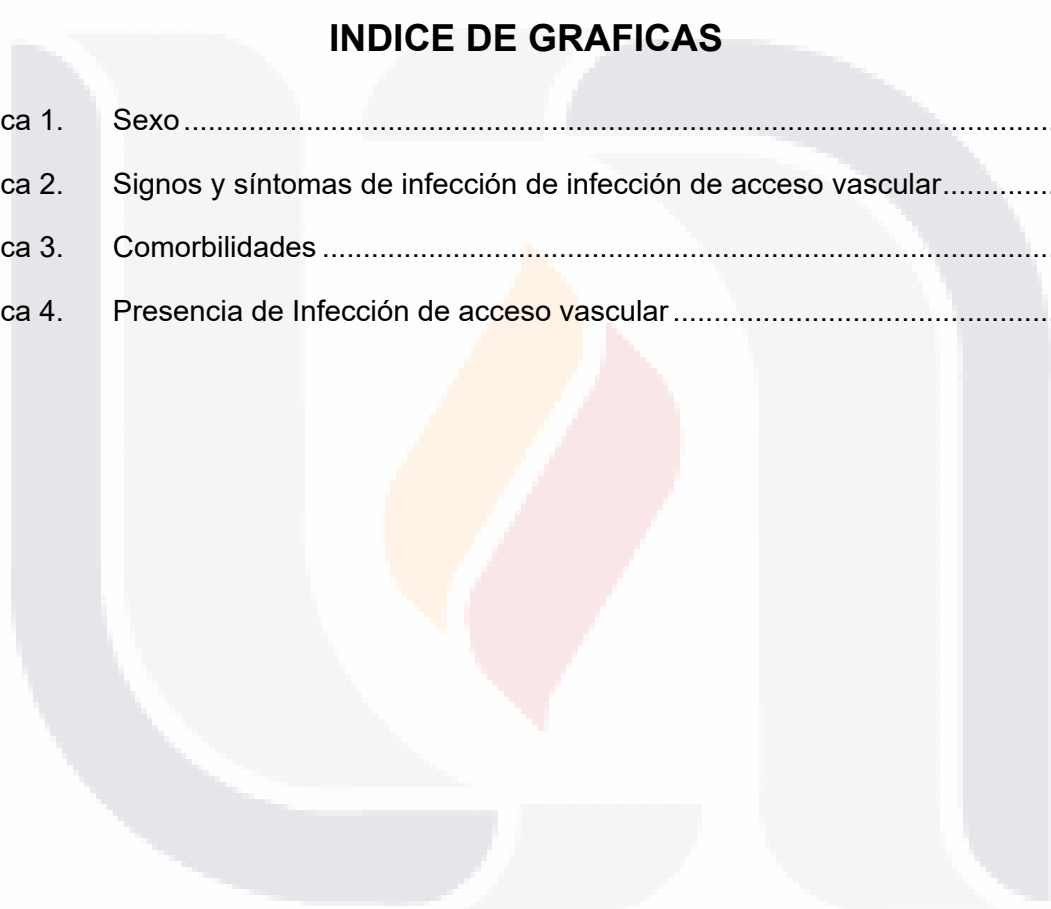 INDICE DE GRAFICAS
ca 1. Sexo....................................................................................................
ca 2. Signos y síntomas de infección de infección de acceso vascular.............
ca 3. Comorbilidades....................................................................................
ca 4. Presencia de Infección de acceso vascular..............................................